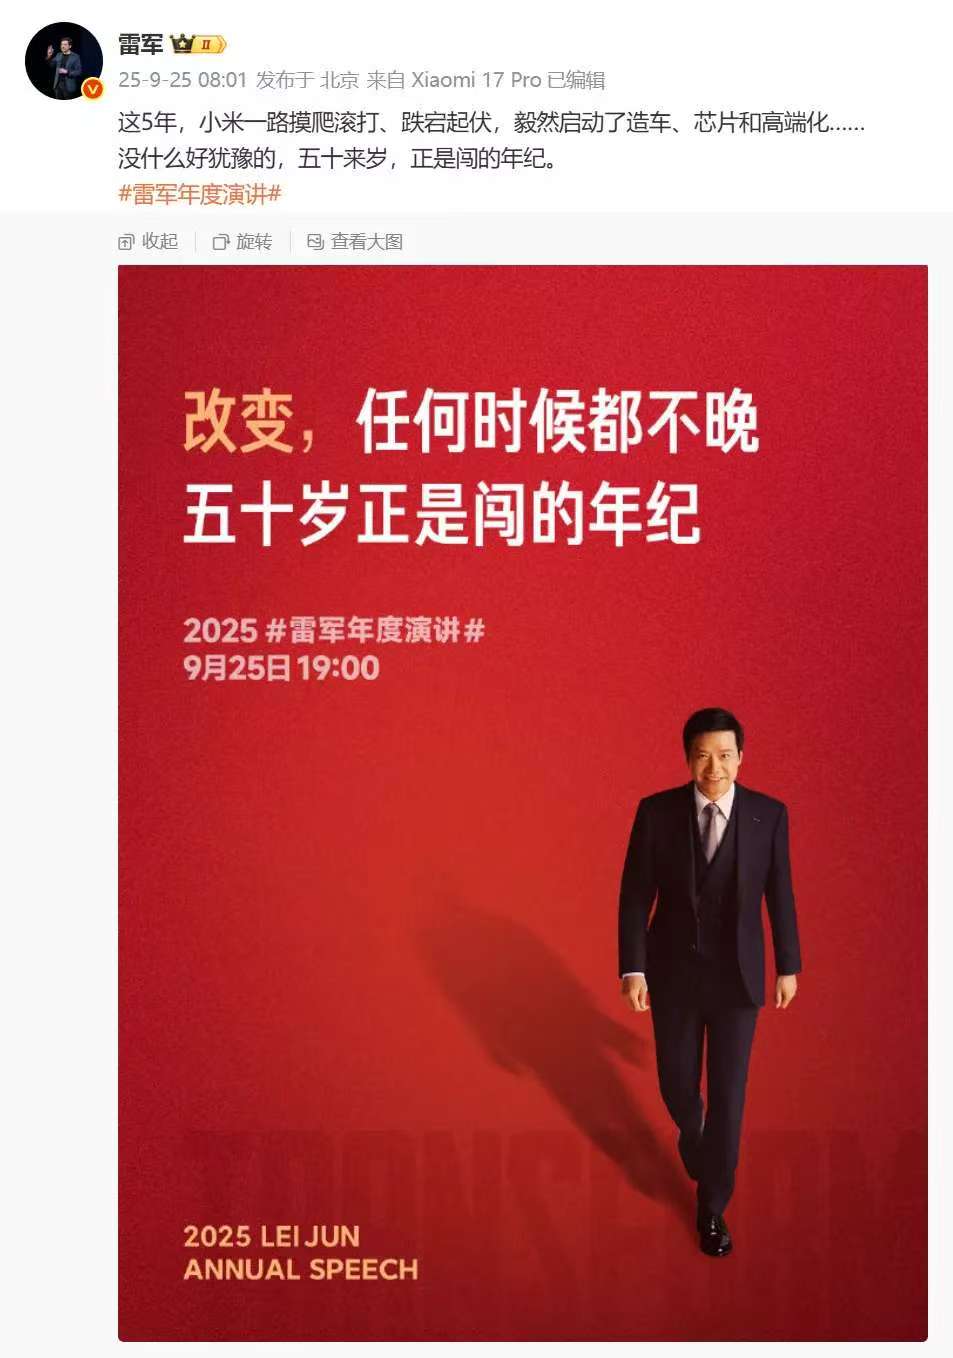 雷军 II
25-9-25 08:01 发布于 北京 来自 Xiaomi 17 Pro 已编辑
这5年，小米一路摸爬滚打、跌宕起伏，毅然启动了造车、芯片和高端化......
没什么好犹豫的，五十来岁，正是闯的年纪。
#雷军年度演讲#
收起 旋转 查看大图
改变，任何时候都不晚
五十岁正是闯的年纪
2025 #雷军年度演讲#
9月25日 19:00
TRANSFORM
2025 LEI JUN
ANNUAL SPEECH